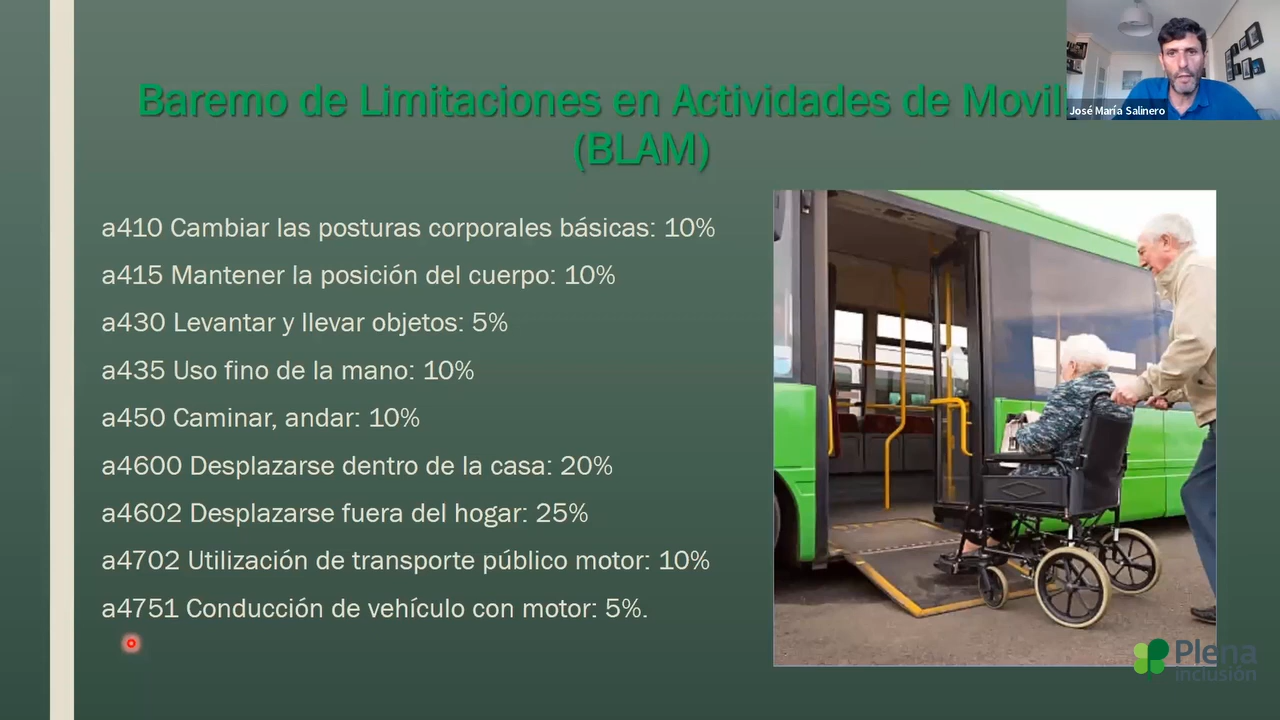 Baremo de Limitaciones en Actividades de Movil
(BLAM)
José María Salinero
a410 Cambiar las posturas corporales básicas: 10%
a415 Mantener la posición del cuerpo: 10%
a430 Levantar y llevar objetos: 5%
a435 Uso fino de la mano: 10%
a450 Caminar, andar: 10%
a4600 Desplazarse dentro de la casa: 20%
a4602 Desplazarse fuera del hogar: 25%
a4702 Utilización de transporte público motor: 10%
a4751 Conducción de vehículo con motor: 5%.
Plena
inclusión